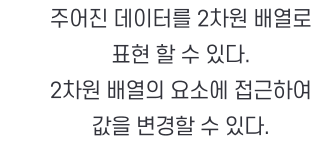 주어진 데이터를 2차원 배열로
표현 할 수 있다.
2차원 배열의 요소에 접근하여
값을 변경할 수 있다.